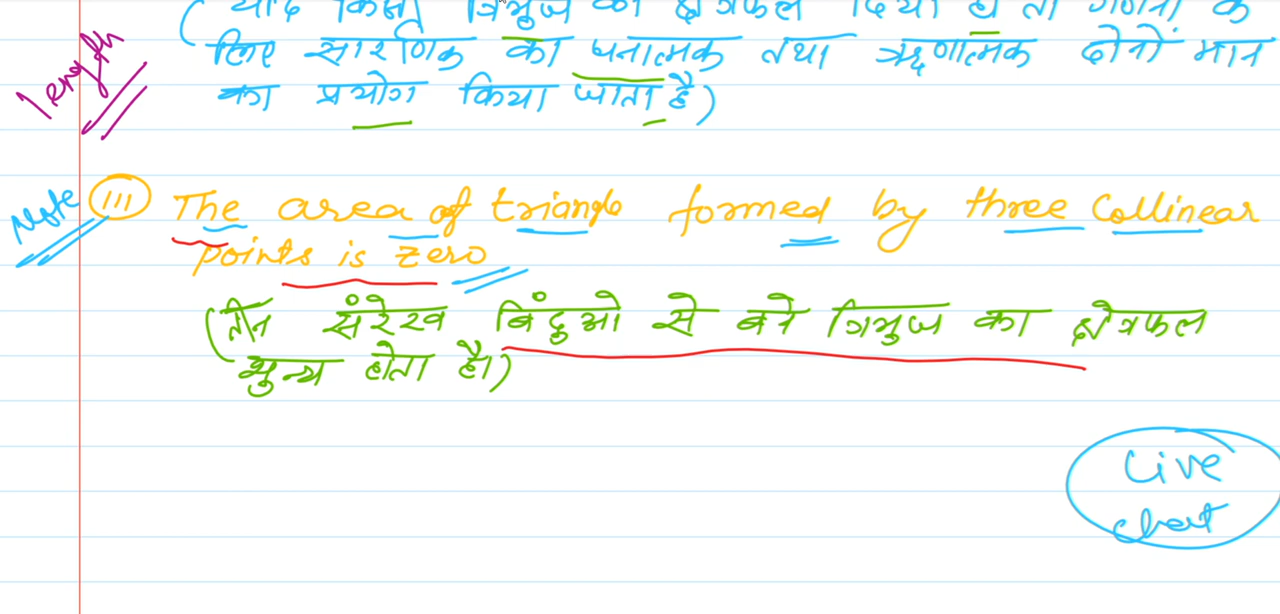 (यदि किसी त्रिभुज का क्षेत्रफल दिया हो तो गणना के
लिए सारणिक का धनात्मक तथा ऋणात्मक दोनों मान
का प्रयोग किया जाता है)
length
Note (iii) The area of triangle formed by three Collinear
points is zero
(तीन संरेख बिंदुओ से बने त्रिभुज का क्षेत्रफल
शुन्य होता है।)
Live
chat